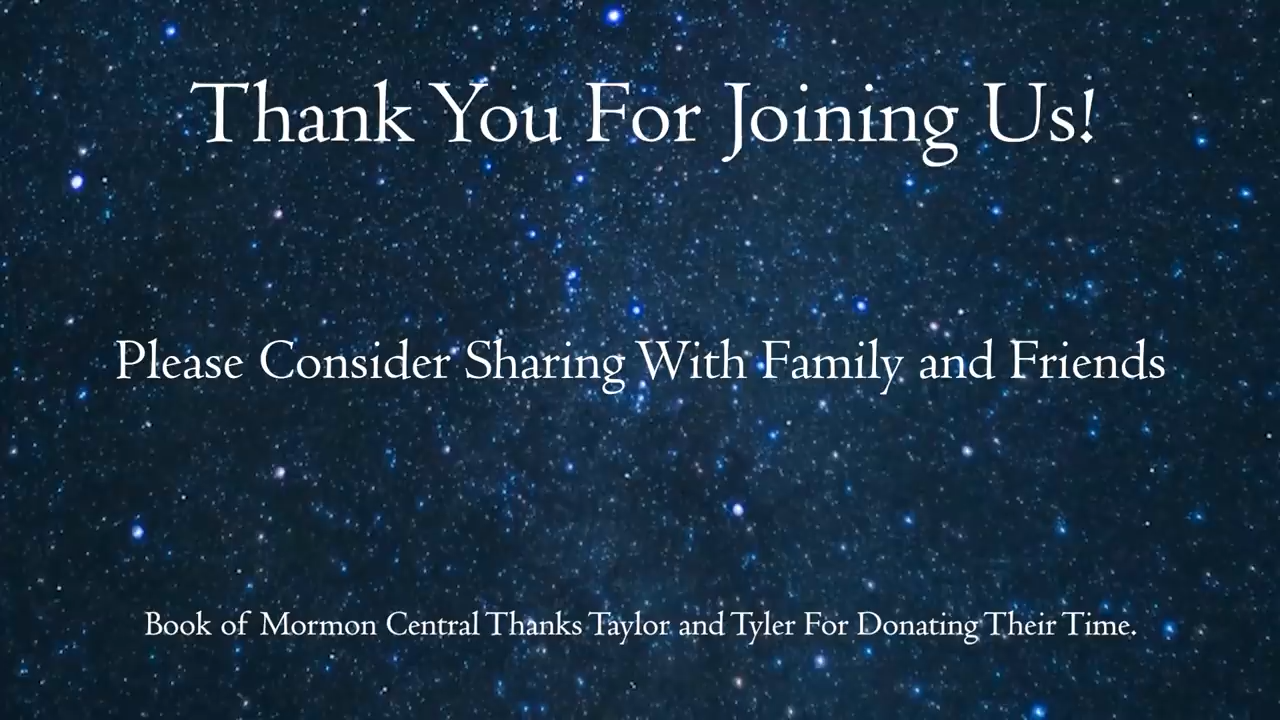 Thank You For Joining Us!
Please Consider Sharing With Family and Friends
Book of Mormon Central Thanks Taylor and Tyler For Donating Their Time.